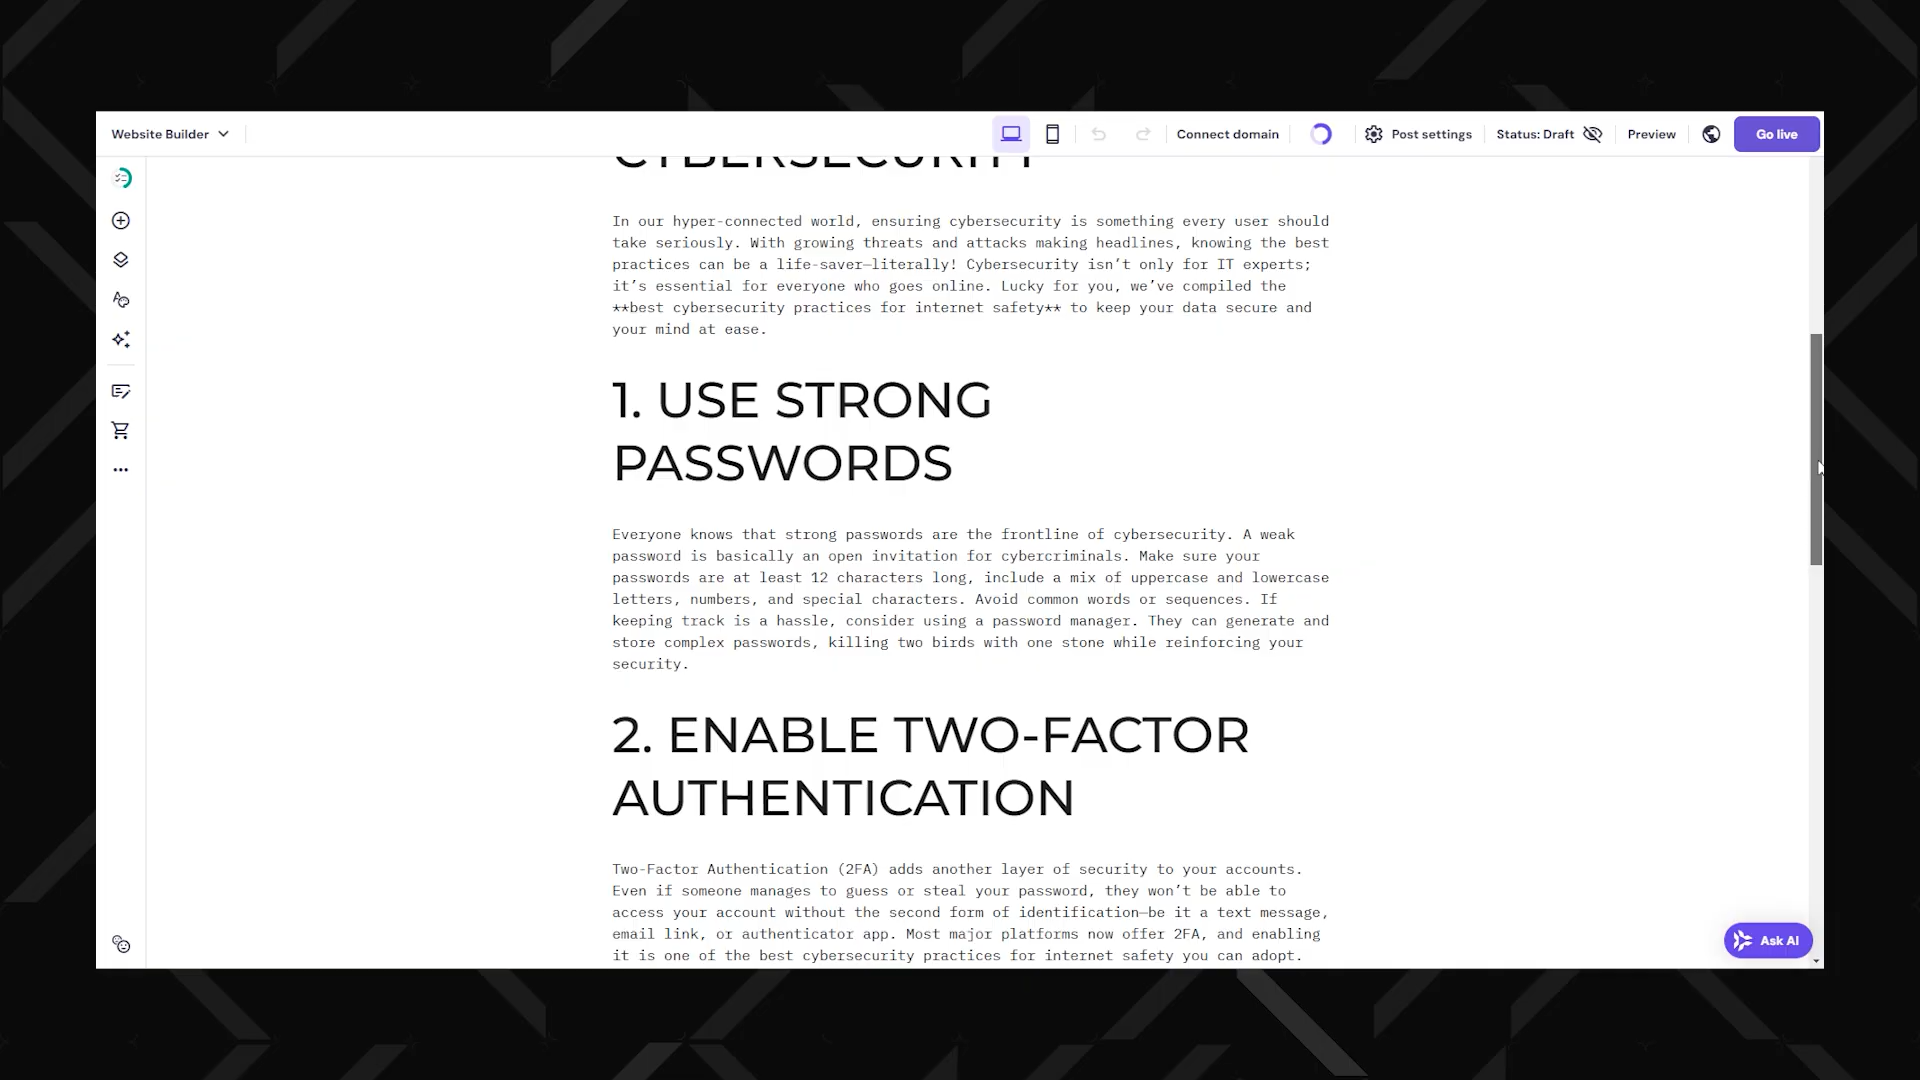 Website Builder
Connect domain
Post settings
Status: Draft
Preview
Go live
CYBERSECURITY
In our hyper-connected world, ensuring cybersecurity is something every user should
take seriously. With growing threats and attacks making headlines, knowing the best
practices can be a life-saver—literally! Cybersecurity isn’t only for IT experts;
it’s essential for everyone who goes online. Lucky for you, we’ve compiled the
**best cybersecurity practices for internet safety** to keep your data secure and
your mind at ease.
1. USE STRONG
PASSWORDS
Everyone knows that strong passwords are the frontline of cybersecurity. A weak
password is basically an open invitation for cybercriminals. Make sure your
passwords are at least 12 characters long, include a mix of uppercase and lowercase
letters, numbers, and special characters. Avoid common words or sequences. If
keeping track is a hassle, consider using a password manager. They can generate and
store complex passwords, killing two birds with one stone while reinforcing your
security.
2. ENABLE TWO-FACTOR
AUTHENTICATION
Two-Factor Authentication (2FA) adds another layer of security to your accounts.
Even if someone manages to guess or steal your password, they won’t be able to
access your account without the second form of identification—be it a text message,
email link, or authenticator app. Most major platforms now offer 2FA, and enabling
it is one of the best cybersecurity practices for internet safety you can adopt.
Ask AI